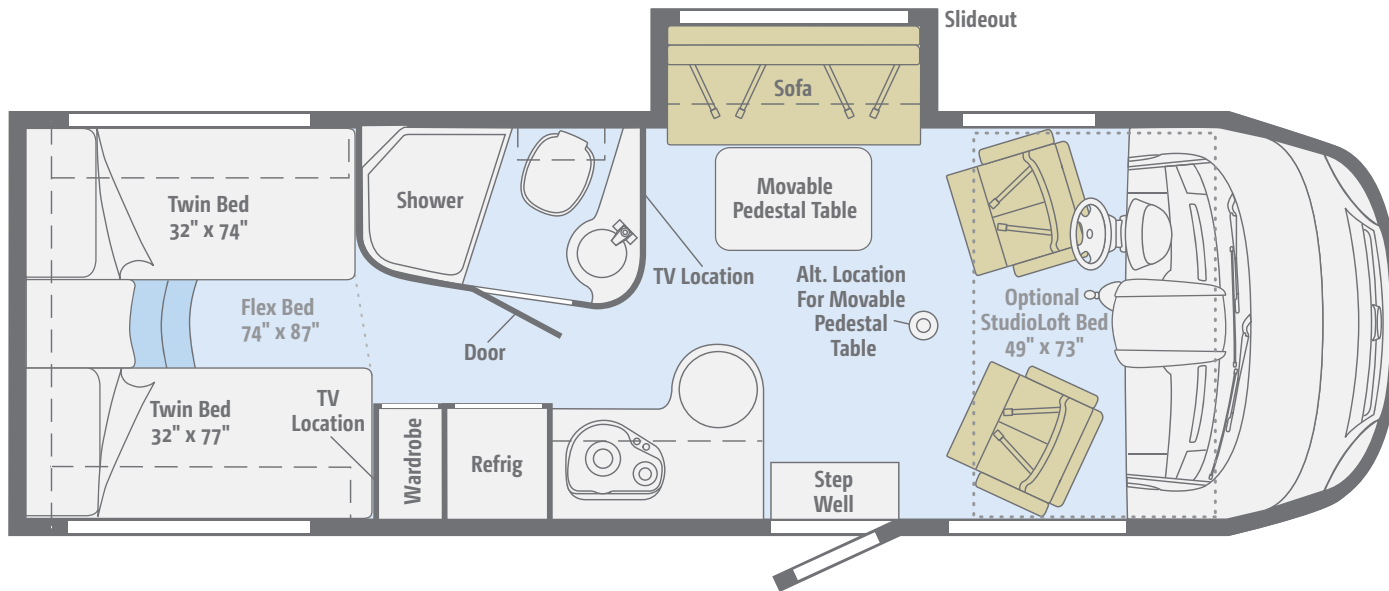 Slideout
Sofa
Twin Bed
32" x 74"
Shower
Movable
Pedestal Table
TV Location
Alt. Location
For Movable
Pedestal
Table
Optional
StudioLoft Bed
49" x 73"
Flex Bed
74" x 87"
Door
Twin Bed
32" x 77"
TV
Location
Wardrobe
Refrig
Step
Well